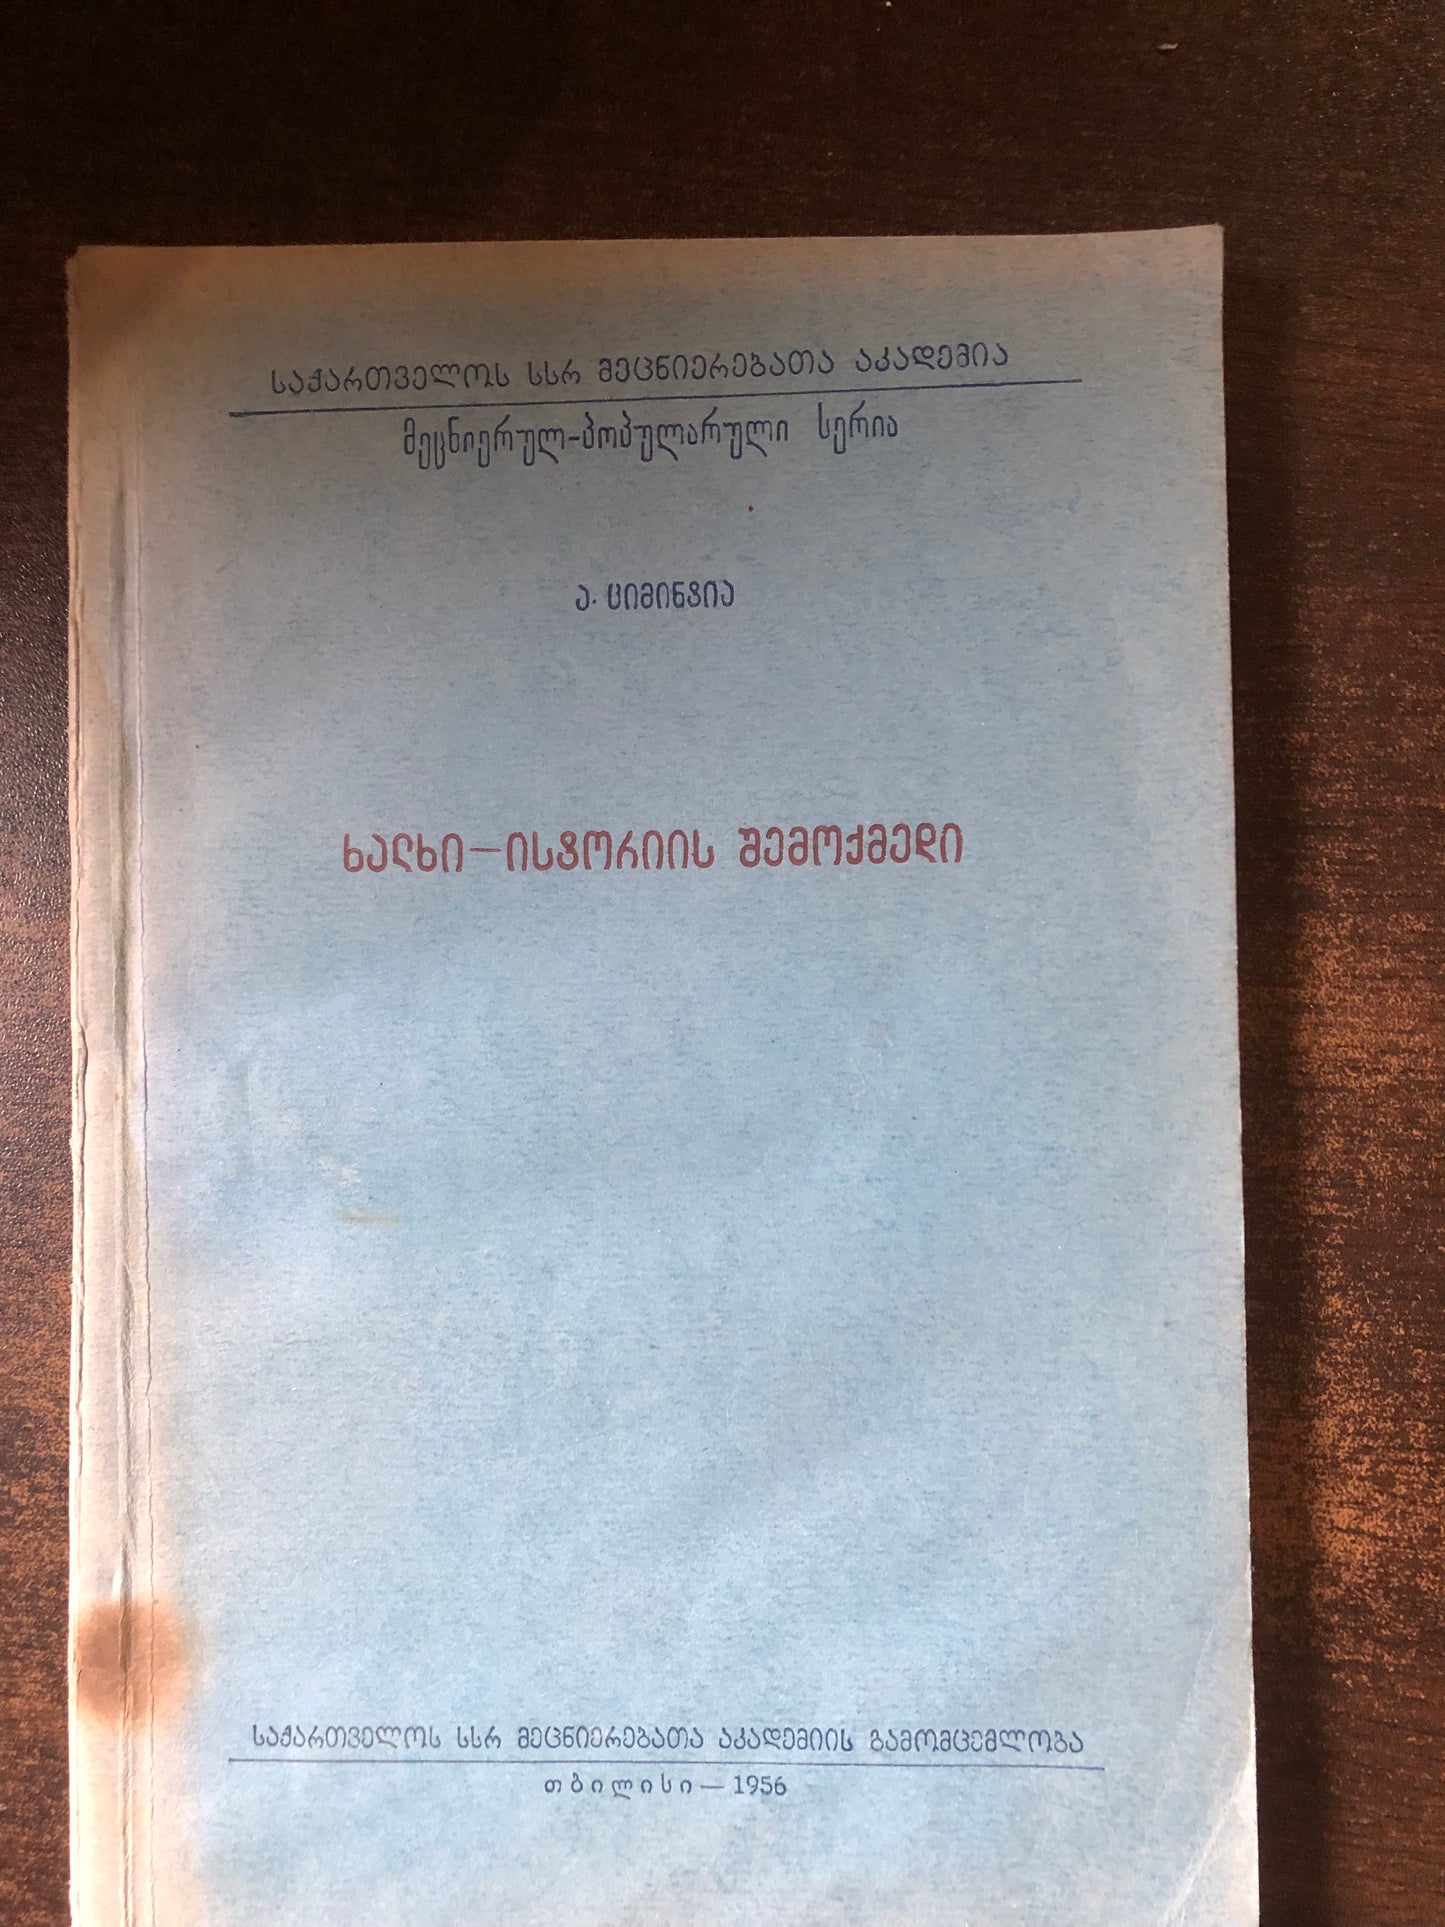 საქართველოს სსრ მეცნიერებათა აკადემია
მეცნიერულ-პოპულარული სერია
ა. ციმინტია
ხალხი—ისტორიის შემოქმედი
საქართველოს სსრ მეცნიერებათა აკადემიის გამომცემლობა
თბილისი — 1956